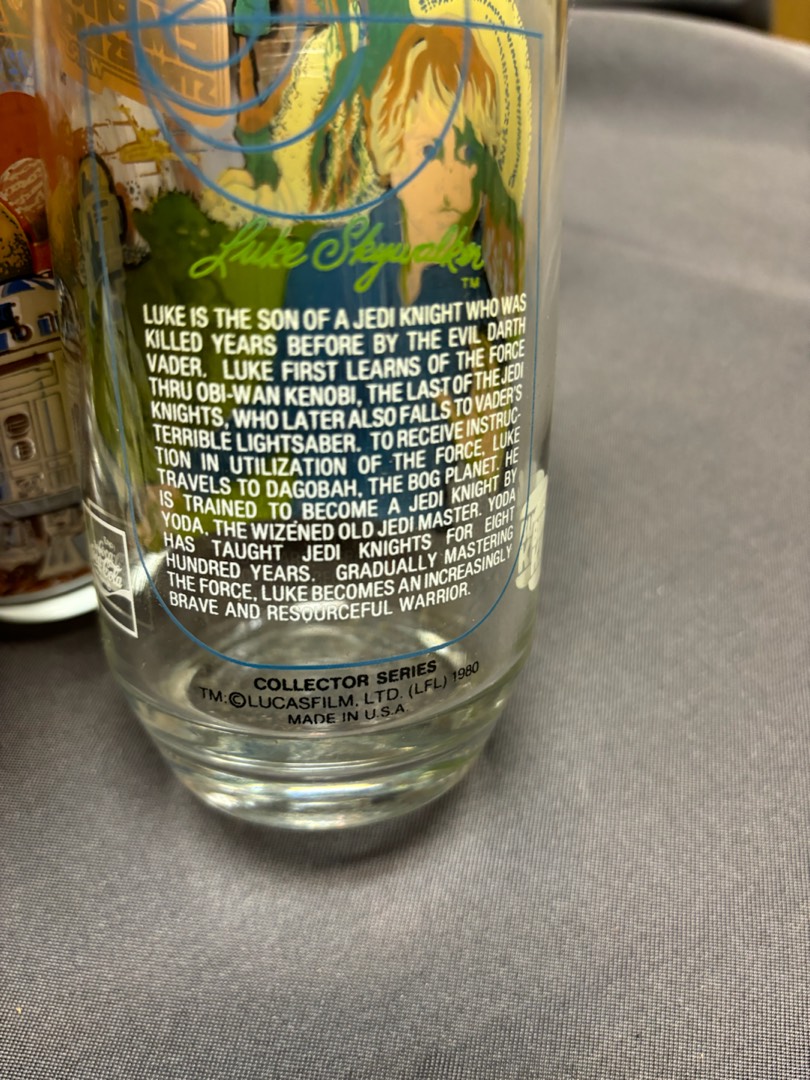 Luke Skywalker
TM
LUKE IS THE SON OF A JEDI KNIGHT WHO WAS
KILLED YEARS BEFORE BY THE EVIL DARTH
VADER. LUKE FIRST LEARNS OF THE FORCE
THRU OBI-WAN KENOBI, THE LAST OF THE JEDI
KNIGHTS, WHO LATER ALSO FALLS TO VADER'S
TERRIBLE LIGHTSABER. TO RECEIVE INSTRUC-
TION IN UTILIZATION OF THE FORCE, LUKE
TRAVELS TO DAGOBAH, THE BOG PLANET. HE
IS TRAINED TO BECOME A JEDI KNIGHT BY
YODA, THE WIZENED OLD JEDI MASTER. YODA
HAS TAUGHT JEDI KNIGHTS FOR EIGHT
HUNDRED YEARS. GRADUALLY MASTERING
THE FORCE, LUKE BECOMES AN INCREASINGLY
BRAVE AND RESOURCEFUL WARRIOR.
COLLECTOR SERIES
TM:©LUCASFILM, LTD. (LFL) 1980
MADE IN U.S.A.